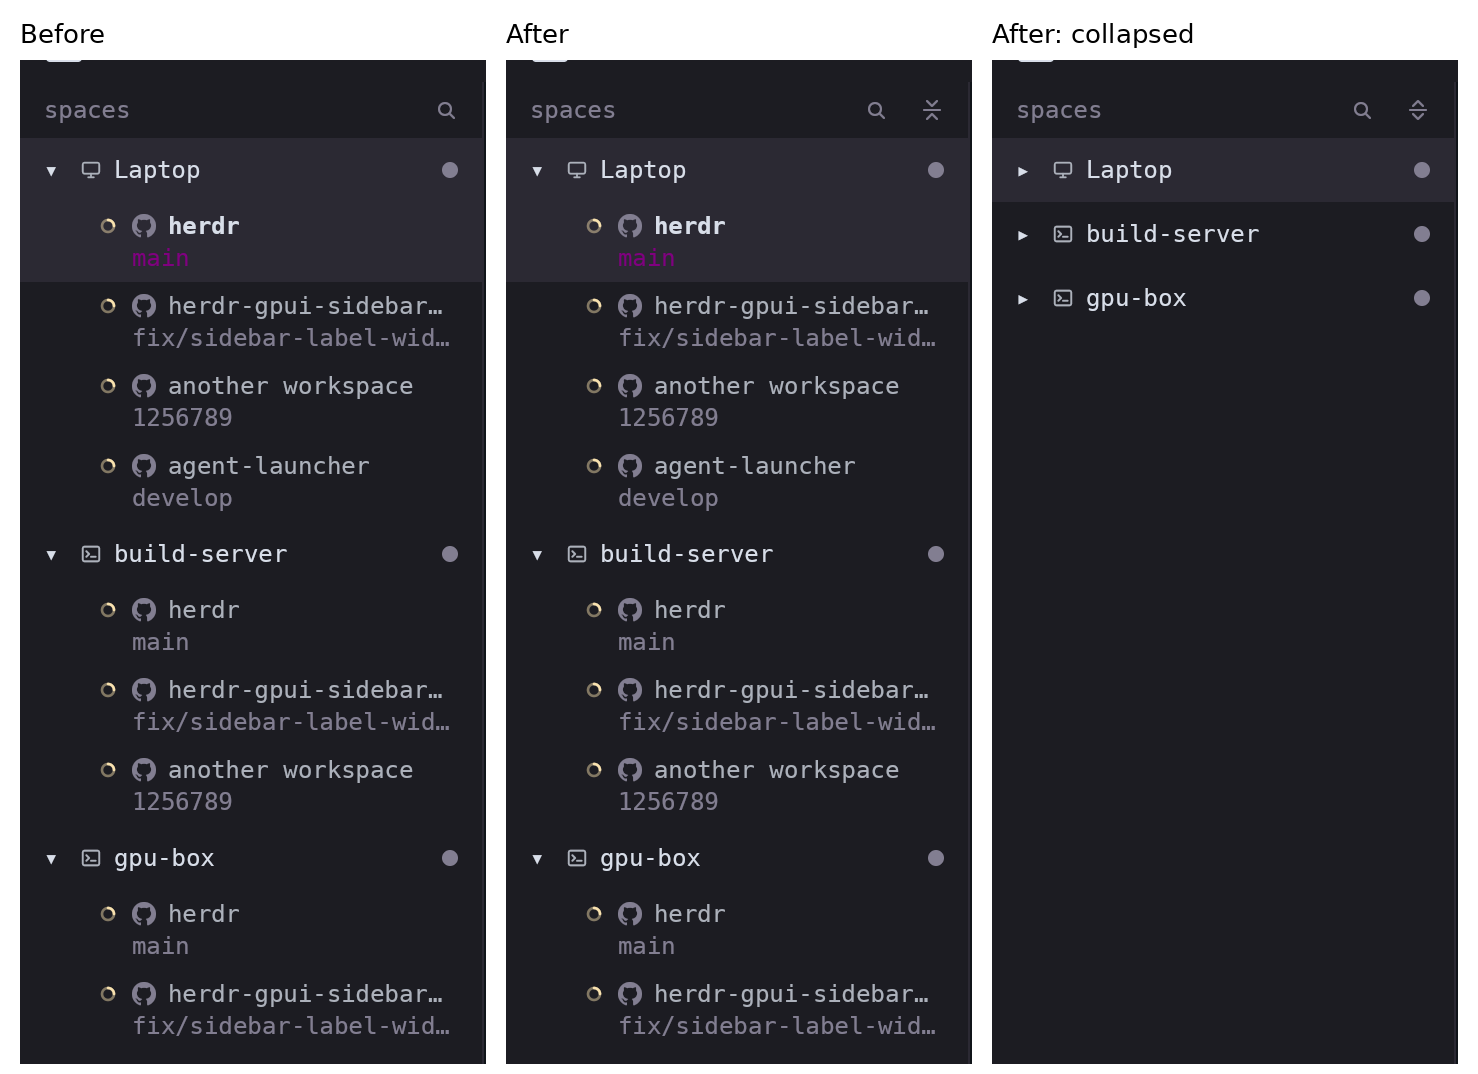 Before
spaces
Laptop
herdr
main
herdr-gpui-sidebar…
fix/sidebar-label-wid…
another workspace
1256789
agent-launcher
develop
build-server
herdr
main
herdr-gpui-sidebar…
fix/sidebar-label-wid…
another workspace
1256789
gpu-box
herdr
main
herdr-gpui-sidebar…
fix/sidebar-label-wid…
After
spaces
Laptop
herdr
main
herdr-gpui-sidebar…
fix/sidebar-label-wid…
another workspace
1256789
agent-launcher
develop
build-server
herdr
main
herdr-gpui-sidebar…
fix/sidebar-label-wid…
another workspace
1256789
gpu-box
herdr
main
herdr-gpui-sidebar…
fix/sidebar-label-wid…
After: collapsed
spaces
Laptop
build-server
gpu-box